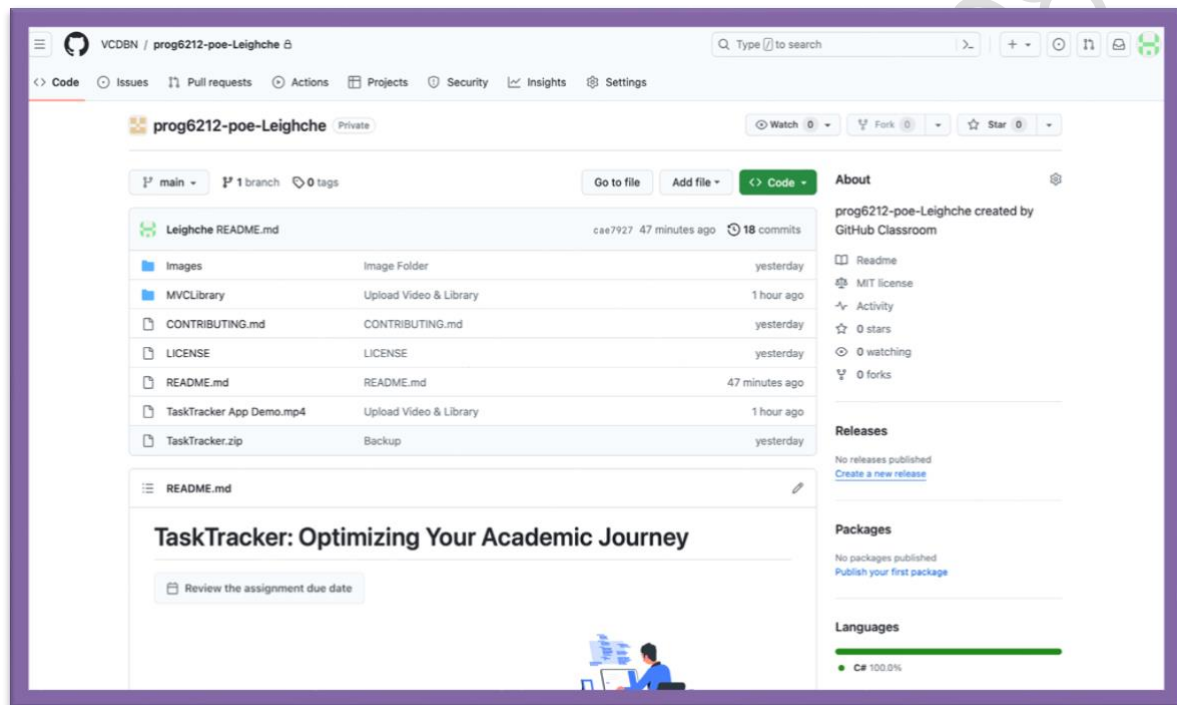 VCDBN / prog6212-poe-Leighche
Type / to search
Code Issues Pull requests Actions Projects Security Insights Settings
prog6212-poe-Leighche Private
Watch 0 Fork 0 Star 0
main 1 branch 0 tags Go to file Add file Code
Leighche README.md cae7927 47 minutes ago 18 commits
Images Image Folder yesterday
MVCLibrary Upload Video & Library 1 hour ago
CONTRIBUTING.md CONTRIBUTING.md yesterday
LICENSE LICENSE yesterday
README.md README.md 47 minutes ago
TaskTracker App Demo.mp4 Upload Video & Library 1 hour ago
TaskTracker.zip Backup yesterday
README.md
TaskTracker: Optimizing Your Academic Journey
Review the assignment due date
About
prog6212-poe-Leighche created by
GitHub Classroom
Readme
MIT license
Activity
0 stars
0 watching
0 forks
Releases
No releases published
Create a new release
Packages
No packages published
Publish your first package
Languages
C# 100.0%